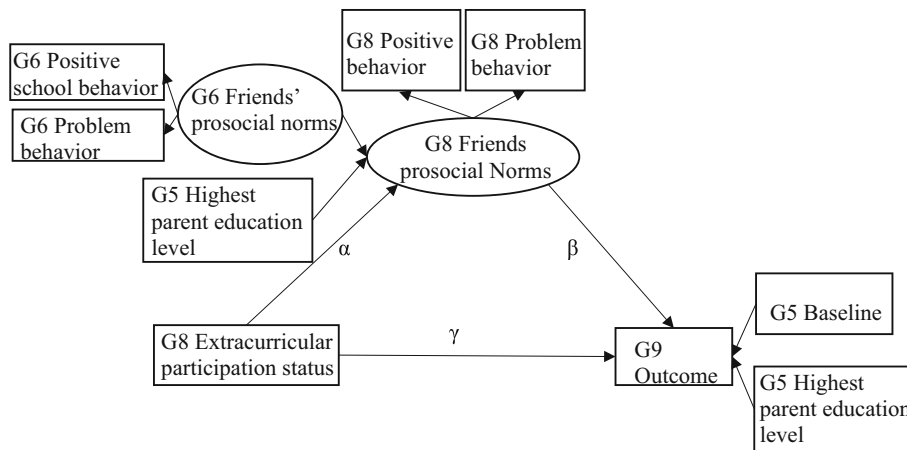 G8 Positive
behavior
G8 Problem
behavior
G6 Positive
school behavior
G6 Problem
behavior
G6 Friends’
prosocial norms
G8 Friends
prosocial Norms
G5 Highest
parent education
level
α
β
G8 Extracurricular
participation status
γ
G9
Outcome
G5 Baseline
G5 Highest
parent education
level